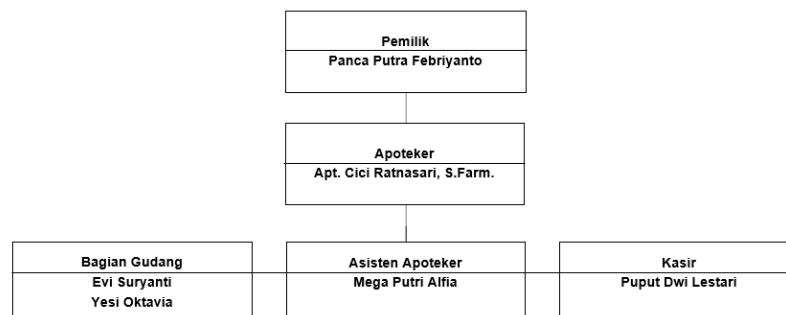 Pemilik
Panca Putra Febriyanto
Apoteker
Apt. Cici Ratnasari, S.Farm.
Bagian Gudang
Evi Suryanti
Yesi Oktavia
Asisten Apoteker
Mega Putri Alfia
Kasir
Puput Dwi Lestari